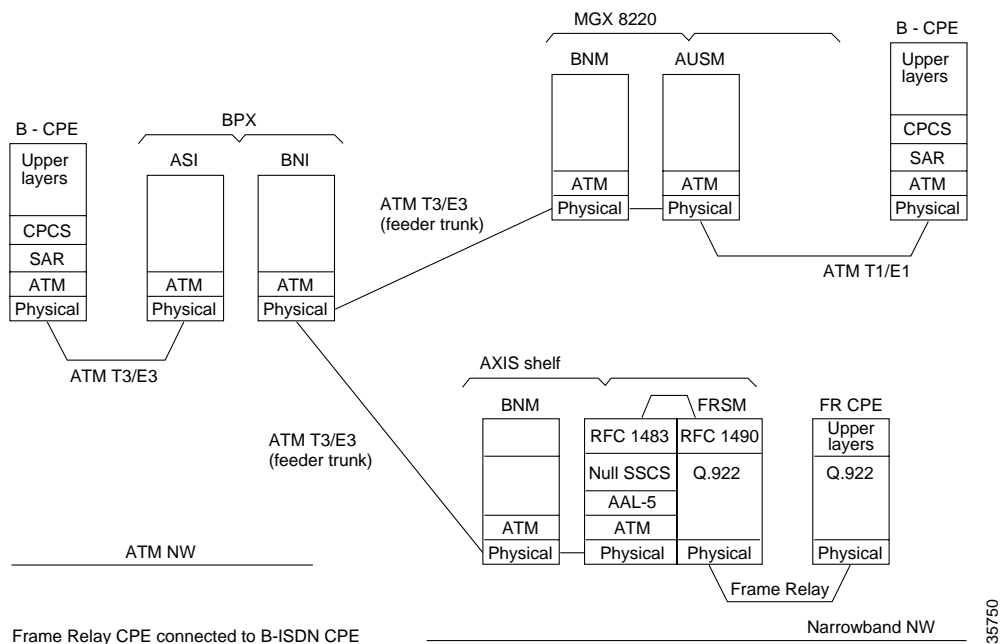 MGX 8220
BNM
AUSM
ATM
Physical
ATM
Physical
B - CPE
Upper
layers
CPCS
SAR
ATM
Physical
ATM T1/E1
B - CPE
Upper
layers
CPCS
SAR
ATM
Physical
BPX
ASI
BNI
ATM
Physical
ATM
Physical
ATM T3/E3
ATM T3/E3
(feeder trunk)
ATM T3/E3
(feeder trunk)
AXIS shelf
BNM
FRSM
FR CPE
ATM
Physical
RFC 1483
Null SSCS
AAL-5
ATM
Physical
RFC 1490
Q.922
Physical
Upper
layers
Q.922
Physical
Frame Relay
ATM NW
Narrowband NW
Frame Relay CPE connected to B-ISDN CPE
35750